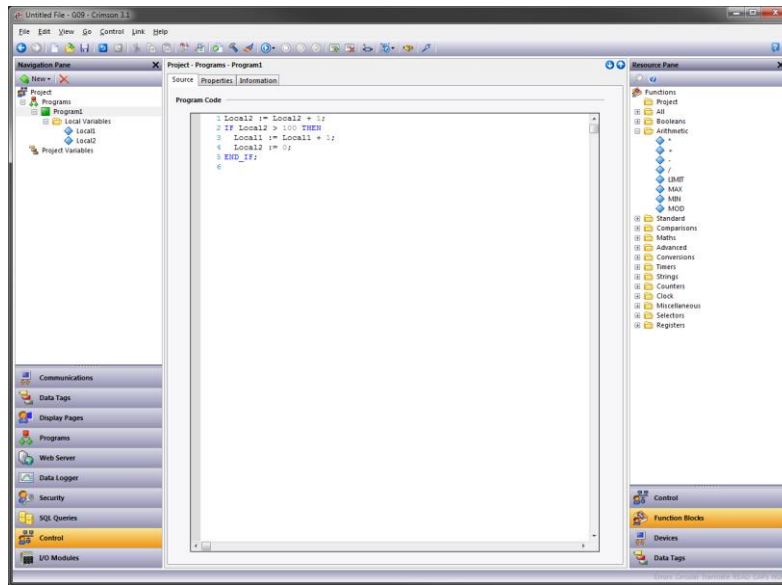 Untitled File - G09 - Crimson 3.1
File Edit View Go Control Link Help
Navigation Pane
New
Project
Programs
Program1
Local Variables
Local1
Local2
Project Variables
Communications
Data Tags
Display Pages
Programs
Web Server
Data Logger
Security
SQL Queries
Control
I/O Modules
Project - Programs - Program1
Source Properties Information
Program Code
1 Local2 := Local2 + 1;
2 IF Local2 > 100 THEN
3 Local1 := Local1 + 1;
4 Local2 := 0;
5 END_IF;
6
Resource Pane
Functions
Project
All
Booleans
Arithmetic
*
+
-
/
LIMIT
MAX
MIN
MOD
Standard
Comparisons
Maths
Advanced
Conversions
Timers
Strings
Counters
Clock
Miscellaneous
Selectors
Registers
Control
Function Blocks
Devices
Data Tags